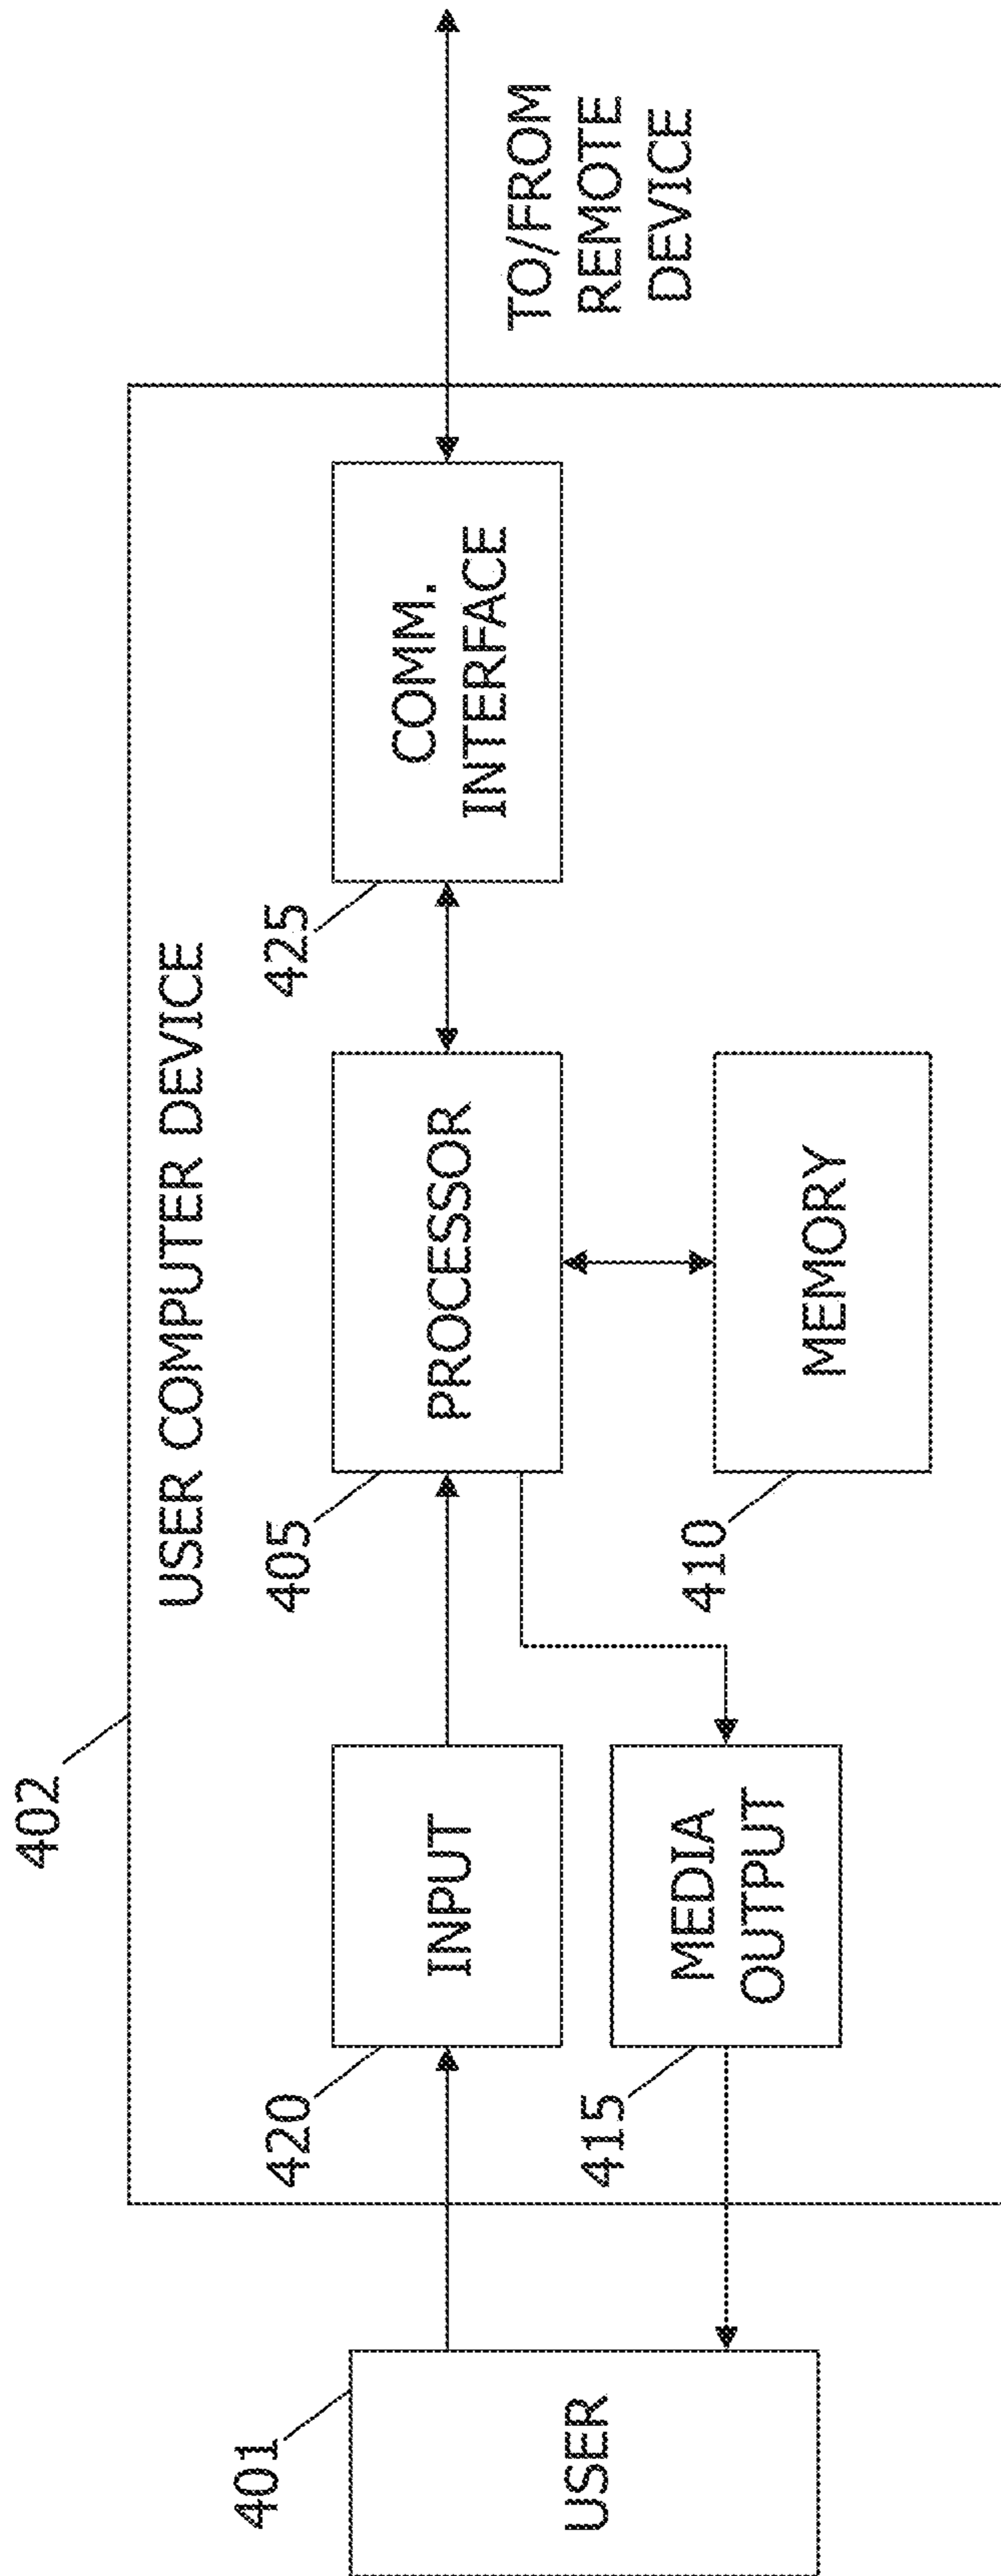 402
USER COMPUTER DEVICE
401
USER
420
INPUT
405
PROCESSOR
425
COMM.
INTERFACE
TO/FROM
REMOTE
DEVICE
415
MEDIA
OUTPUT
410
MEMORY